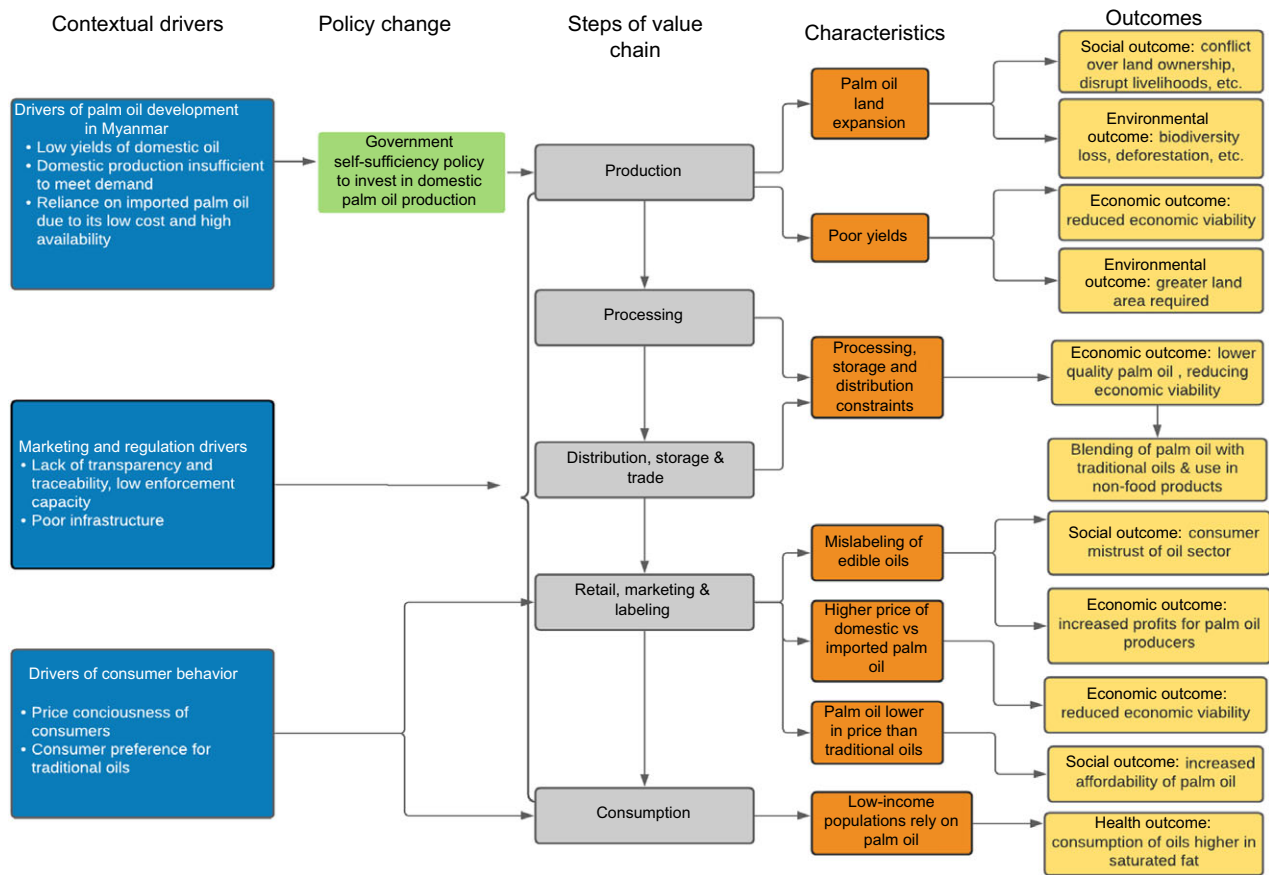 Contextual drivers
Policy change
Steps of value
chain
Characteristics
Outcomes
Drivers of palm oil development
in Myanmar
• Low yields of domestic oil
• Domestic production insufficient
to meet demand
• Reliance on imported palm oil
due to its low cost and high
availability
Government
self-sufficiency policy
to invest in domestic
palm oil production
Production
Palm oil
land
expansion
Social outcome: conflict
over land ownership,
disrupt livelihoods, etc.
Environmental
outcome: biodiversity
loss, deforestation, etc.
Poor yields
Economic outcome:
reduced economic viability
Environmental
outcome: greater land
area required
Processing
Processing,
storage and
distribution
constraints
Economic outcome: lower
quality palm oil , reducing
economic viability
Marketing and regulation drivers
• Lack of transparency and
traceability, low enforcement
capacity
• Poor infrastructure
Distribution, storage &
trade
Blending of palm oil with
traditional oils & use in
non-food products
Retail, marketing &
labeling
Mislabeling of
edible oils
Social outcome: consumer
mistrust of oil sector
Economic outcome:
increased profits for palm oil
producers
Higher price of
domestic vs
imported palm
oil
Economic outcome:
reduced economic viability
Drivers of consumer behavior
• Price conciousness of
consumers
• Consumer preference for
traditional oils
Palm oil lower
in price than
traditional oils
Social outcome: increased
affordability of palm oil
Consumption
Low-income
populations rely on
palm oil
Health outcome:
consumption of oils higher in
saturated fat